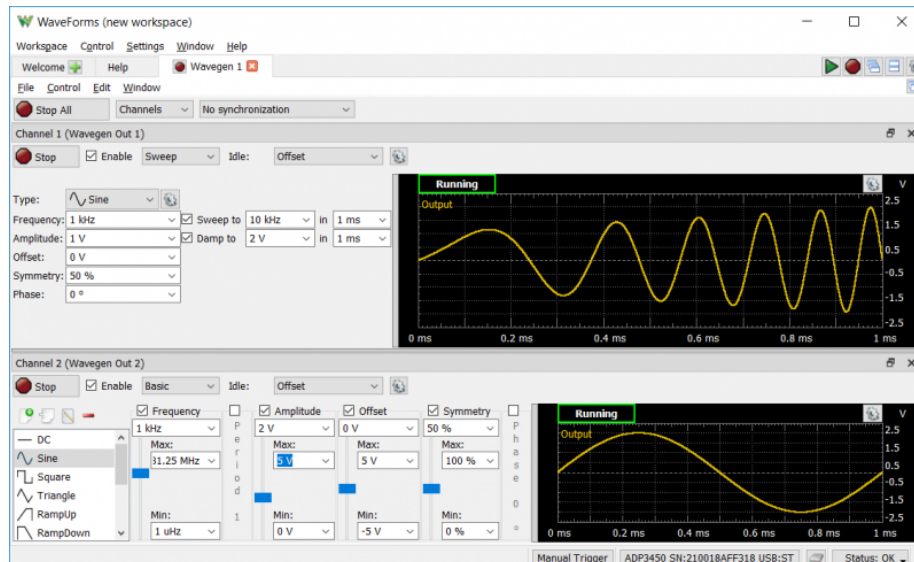 WaveForms (new workspace)
Workspace Control Settings Window Help
Welcome Help Wavegen 1
File Control Edit Window
Stop All Channels No synchronization
Channel 1 (Wavegen Out 1)
Stop Enable Sweep Idle: Offset
Running V
Output
Type: Sine
Frequency: 1 kHz Sweep to 10 kHz in 1 ms
Amplitude: 1 V Damp to 2 V in 1 ms
Offset: 0 V
Symmetry: 50 %
Phase: 0 º
2.5
1.5
0.5
-0.5
-1.5
-2.5
0 ms 0.2 ms 0.4 ms 0.6 ms 0.8 ms 1 ms
Channel 2 (Wavegen Out 2)
Stop Enable Basic Idle: Offset
DC
Sine
Square
Triangle
RampUp
RampDown
Frequency
1 kHz
Max:
31.25 MHz
Min:
1 uHz
Period
1
Amplitude
2 V
Max:
5 V
Min:
0 V
Offset
0 V
Max:
5 V
Min:
-5 V
Symmetry
50 %
Max:
100 %
Min:
0 %
Phase
0
º
Running V
Output
2.5
1.5
0.5
-0.5
-1.5
-2.5
0 ms 0.2 ms 0.4 ms 0.6 ms 0.8 ms 1 ms
Manual Trigger ADP3450 SN:210018AFF318 USB:ST Status: OK